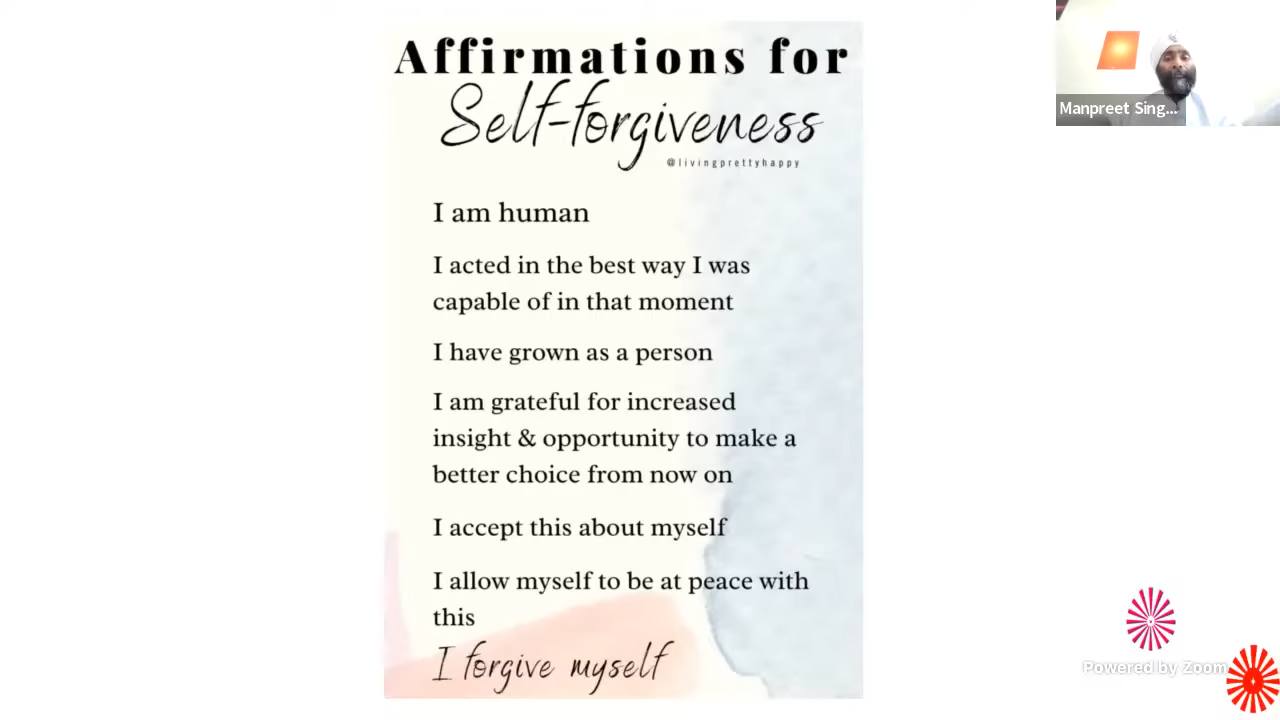 Affirmations for
Self-forgiveness
@livingprettyhappy
I am human
I acted in the best way I was
capable of in that moment
I have grown as a person
I am grateful for increased
insight & opportunity to make a
better choice from now on
I accept this about myself
I allow myself to be at peace with
this
I forgive myself
Manpreet Sing...
Powered by Zoom